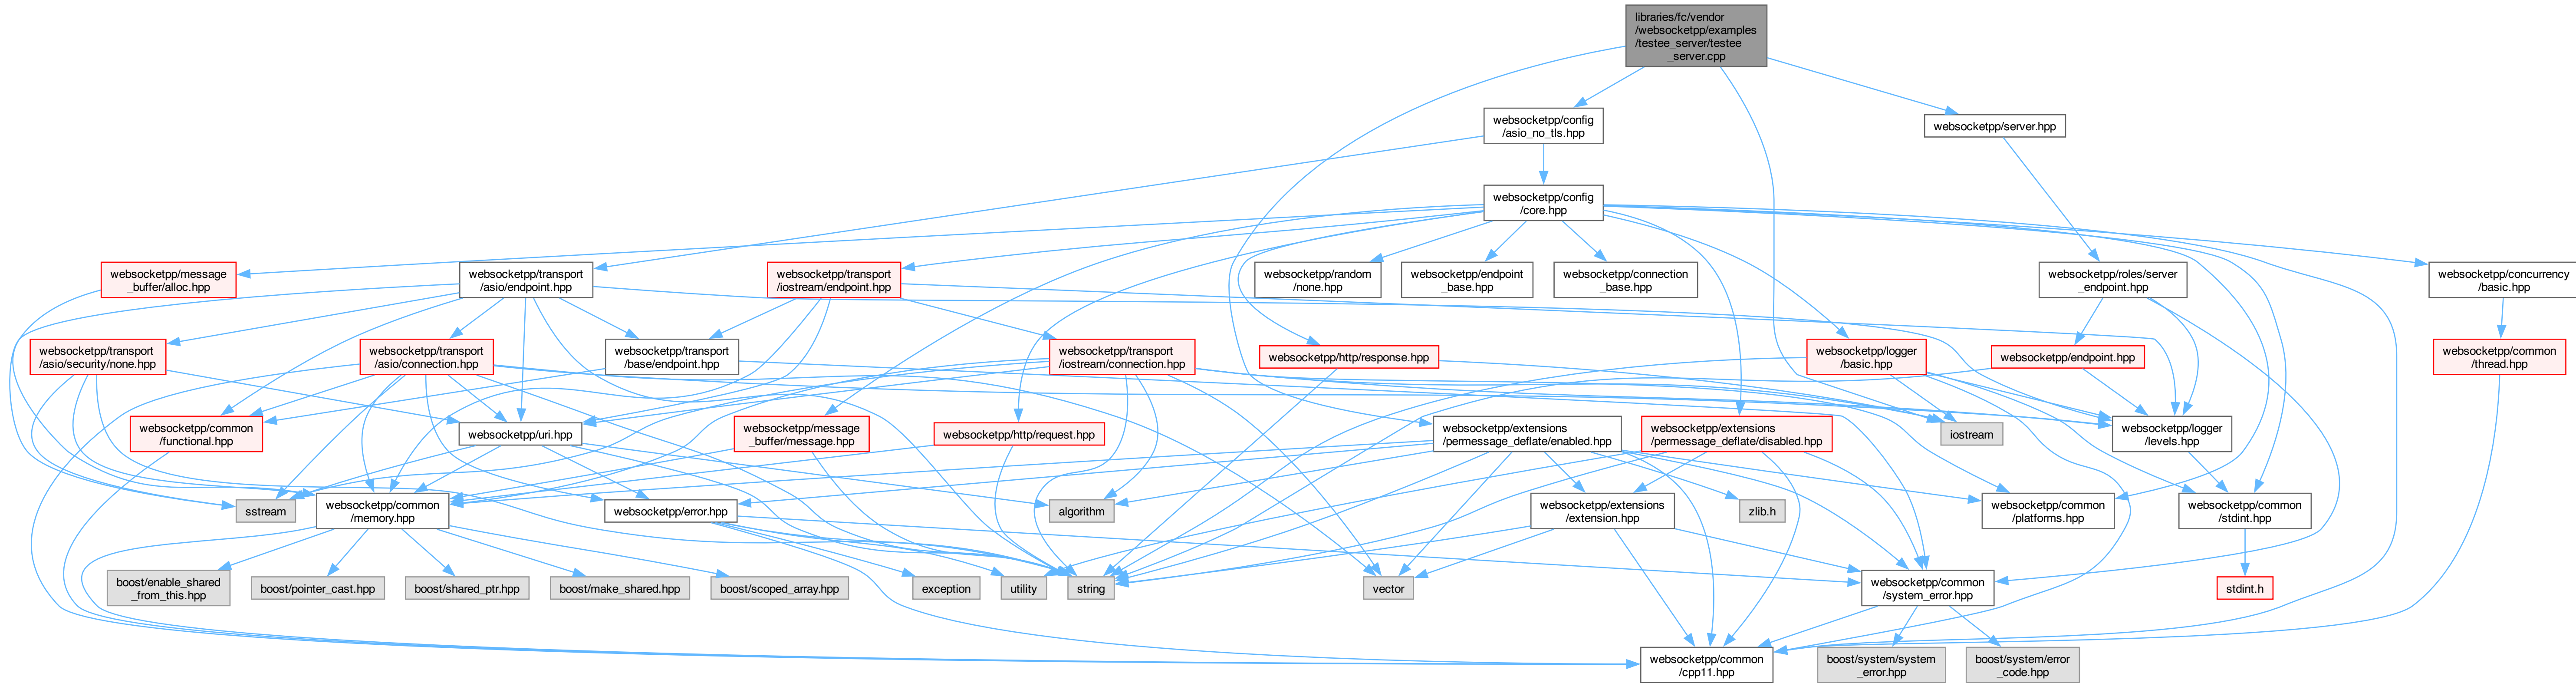 libraries/fc/vendor
/websocketpp/examples
/testee_server/testee
_server.cpp
websocketpp/config
/asio_no_tls.hpp
websocketpp/server.hpp
websocketpp/config
/core.hpp
websocketpp/message
_buffer/alloc.hpp
websocketpp/transport
/asio/endpoint.hpp
websocketpp/transport
/iostream/endpoint.hpp
websocketpp/random
/none.hpp
websocketpp/endpoint
_base.hpp
websocketpp/connection
_base.hpp
websocketpp/roles/server
_endpoint.hpp
websocketpp/concurrency
/basic.hpp
websocketpp/transport
/asio/security/none.hpp
websocketpp/transport
/asio/connection.hpp
websocketpp/transport
/base/endpoint.hpp
websocketpp/transport
/iostream/connection.hpp
websocketpp/http/response.hpp
websocketpp/logger
/basic.hpp
websocketpp/endpoint.hpp
websocketpp/common
/thread.hpp
websocketpp/common
/functional.hpp
websocketpp/uri.hpp
websocketpp/message
_buffer/message.hpp
websocketpp/http/request.hpp
websocketpp/extensions
/permessage_deflate/enabled.hpp
websocketpp/extensions
/permessage_deflate/disabled.hpp
iostream
websocketpp/logger
/levels.hpp
sstream
websocketpp/common
/memory.hpp
websocketpp/error.hpp
algorithm
websocketpp/extensions
/extension.hpp
zlib.h
websocketpp/common
/platforms.hpp
websocketpp/common
/stdint.hpp
boost/enable_shared
_from_this.hpp
boost/pointer_cast.hpp
boost/shared_ptr.hpp
boost/make_shared.hpp
boost/scoped_array.hpp
exception
utility
string
vector
websocketpp/common
/system_error.hpp
stdint.h
websocketpp/common
/cpp11.hpp
boost/system/system
_error.hpp
boost/system/error
_code.hpp